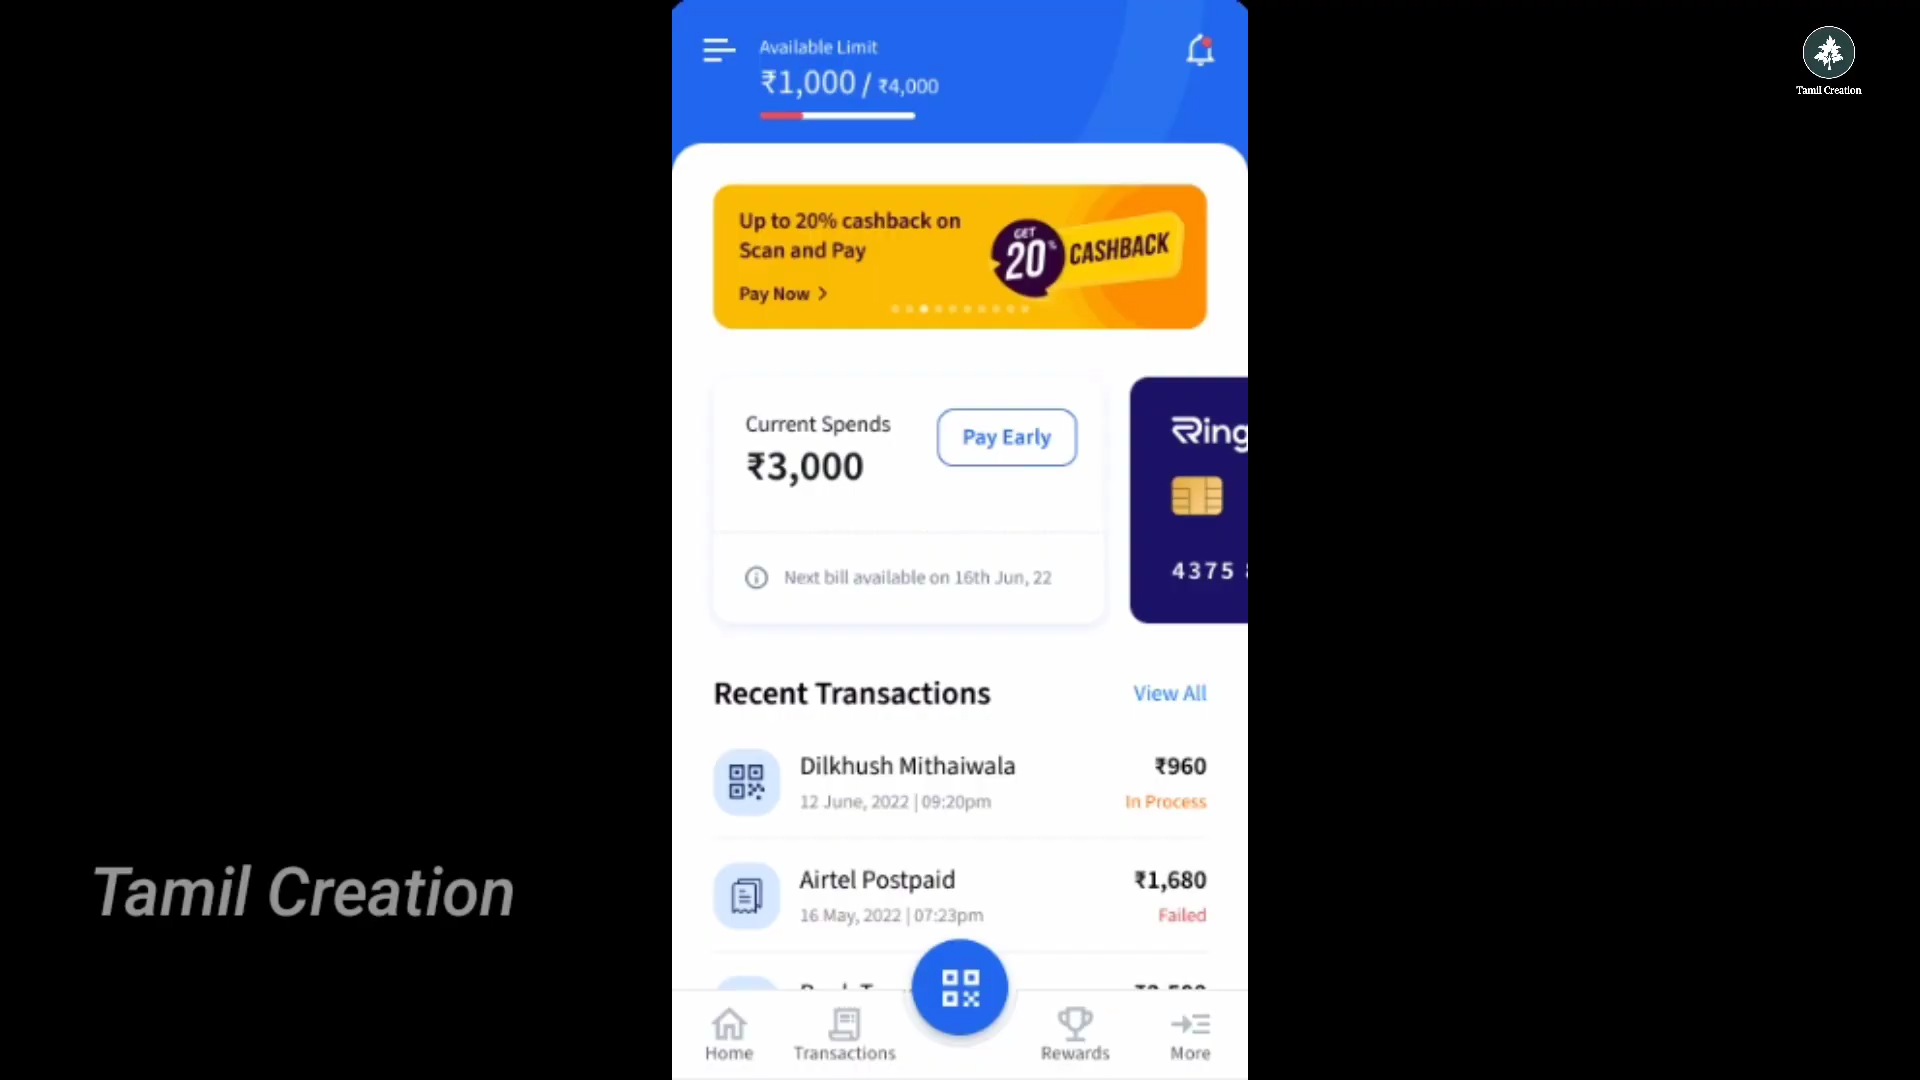 Available Limit
₹1,000 / ₹4,000
Tamil Creation
Up to 20% cashback on
Scan and Pay
Pay Now
GET
20%
CASHBACK
Current Spends
₹3,000
Pay Early
Next bill available on 16th Jun, 22
Ring
4375
Recent Transactions
View All
Dilkhush Mithaiwala
₹960
12 June, 2022 | 09:20pm
In Process
Airtel Postpaid
₹1,680
16 May, 2022 | 07:23pm
Failed
Tamil Creation
Home
Transactions
Rewards
More